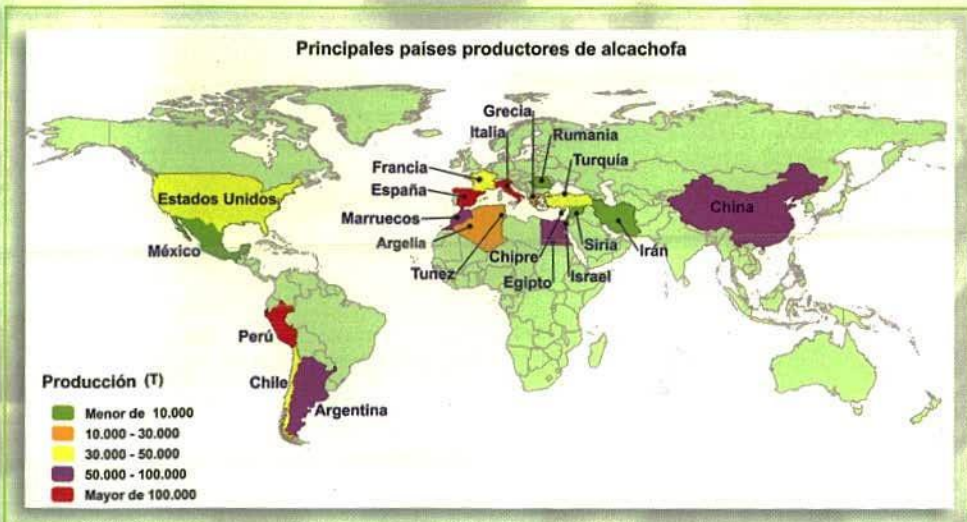 Principales países productores de alcachofa
Grecia
Italia
Rumania
Francia
Turquía
España
Estados Unidos
Marruecos
China
Argelia
México
Siria
Irán
Chipre
Tunez
Israel
Egipto
Perú
Chile
Argentina
Producción (T)
Menor de 10.000
10.000 - 30.000
30.000 - 50.000
50.000 - 100.000
Mayor de 100.000